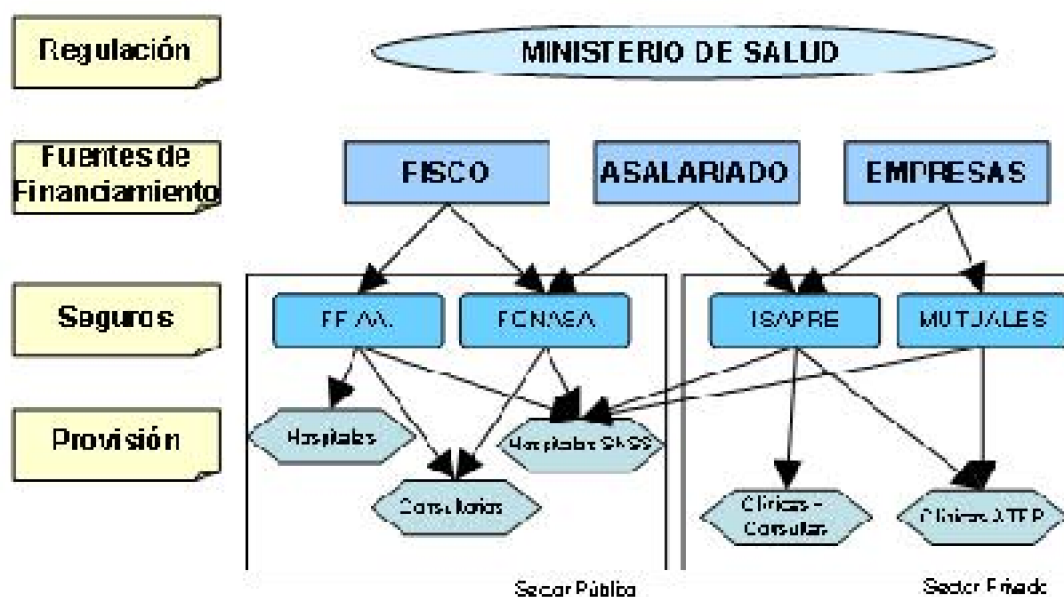 Regulación
MINISTERIO DE SALUD
Fuentes de
Financiamiento
FISCO
ASALARIADO
EMPRESAS
Seguros
FF.AA.
FONASA
ISAPRE
MUTUALES
Provisión
Hospitales
Hospitales SNSS
Consultorios
Clínicas -
Consultas
Clínicas ATEP
Sector Público
Sector Privado